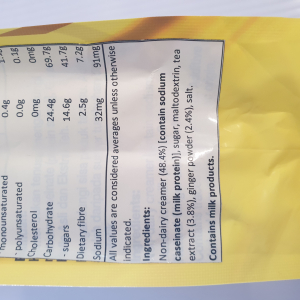 monounsaturated 0.4g
polyunsaturated 0.0g 0.1g
Cholesterol 0mg 0mg
Carbohydrate 24.4g 69.7g
- sugars 14.6g 41.7g
Dietary fibre 2.5g 7.2g
Sodium 32mg 91mg
All values are considered averages unless otherwise
indicated.
Ingredients:
Non-dairy creamer (48.4%) [contain sodium
caseinate (milk protein)], sugar, maltodextrin, tea
extract (3.8%), ginger powder (2.4%), salt.
Contains milk products.